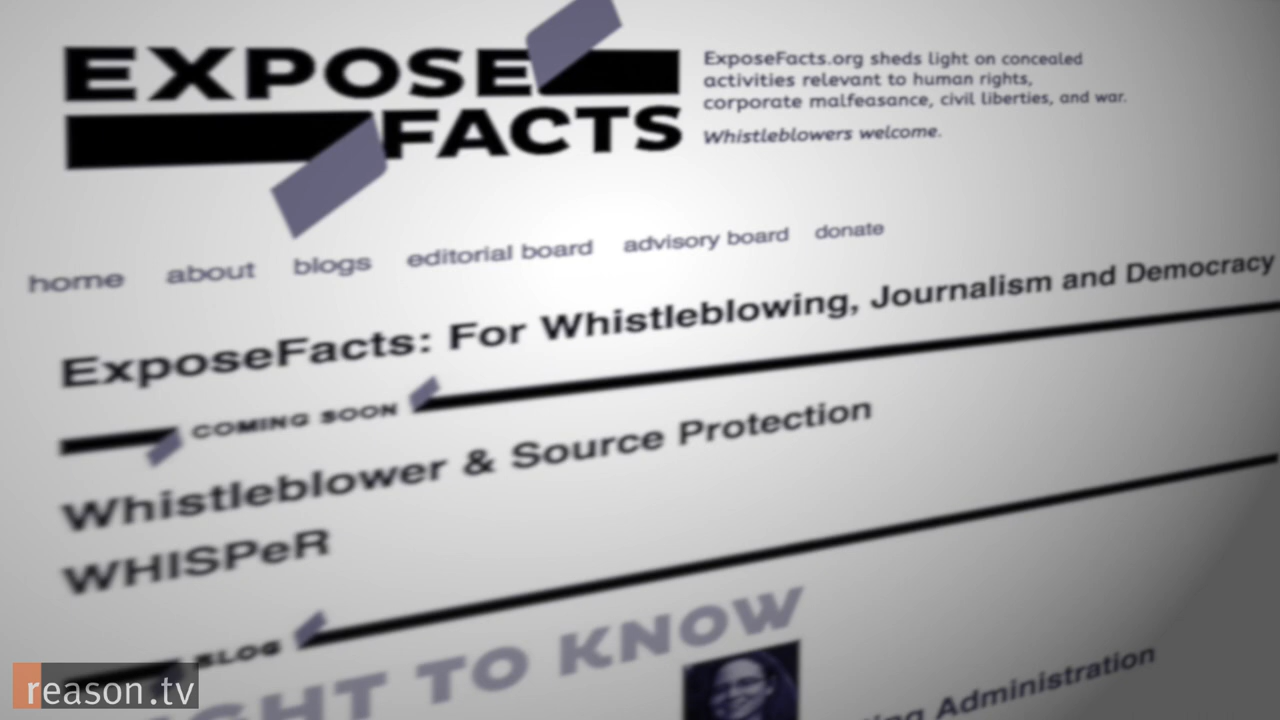 EXPOSE
FACTS
ExposeFacts.org sheds light on concealed
activities relevant to human rights,
corporate malfeasance, civil liberties, and war.
Whistleblowers welcome.
home about blogs editorial board advisory board donate
ExposeFacts: For Whistleblowing, Journalism and Democracy
COMING SOON
Whistleblower & Source Protection
WHISPeR
BLOG
TO KNOW
Administration
reason.tv